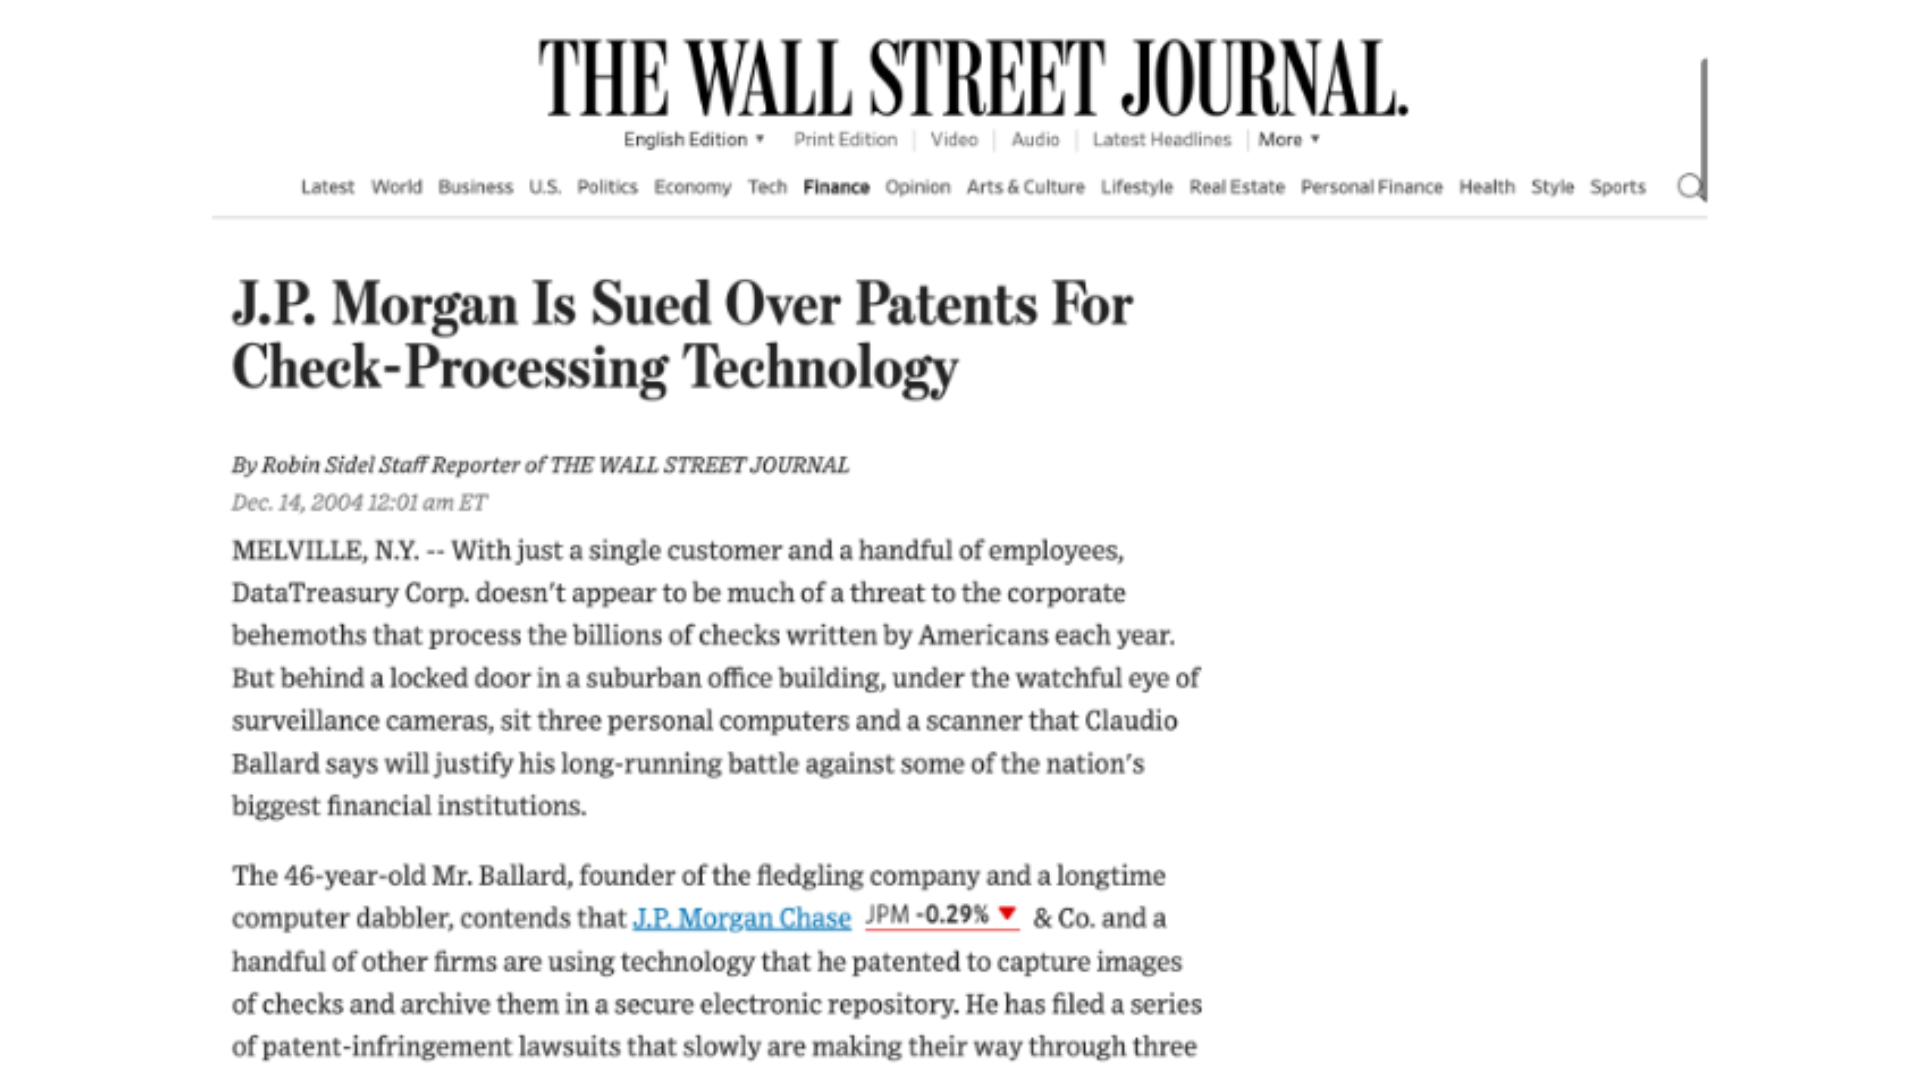 THE WALL STREET JOURNAL.
English Edition ▼ Print Edition | Video | Audio | Latest Headlines | More ▼
Latest World Business U.S. Politics Economy Tech Finance Opinion Arts & Culture Lifestyle Real Estate Personal Finance Health Style Sports
J.P. Morgan Is Sued Over Patents For
Check-Processing Technology
By Robin Sidel Staff Reporter of THE WALL STREET JOURNAL
Dec. 14, 2004 12:01 am ET
MELVILLE, N.Y. -- With just a single customer and a handful of employees,
DataTreasury Corp. doesn't appear to be much of a threat to the corporate
behemoths that process the billions of checks written by Americans each year.
But behind a locked door in a suburban office building, under the watchful eye of
surveillance cameras, sit three personal computers and a scanner that Claudio
Ballard says will justify his long-running battle against some of the nation's
biggest financial institutions.
The 46-year-old Mr. Ballard, founder of the fledgling company and a longtime
computer dabbler, contends that J.P. Morgan Chase JPM -0.29% ▼ & Co. and a
handful of other firms are using technology that he patented to capture images
of checks and archive them in a secure electronic repository. He has filed a series
of patent-infringement lawsuits that slowly are making their way through three